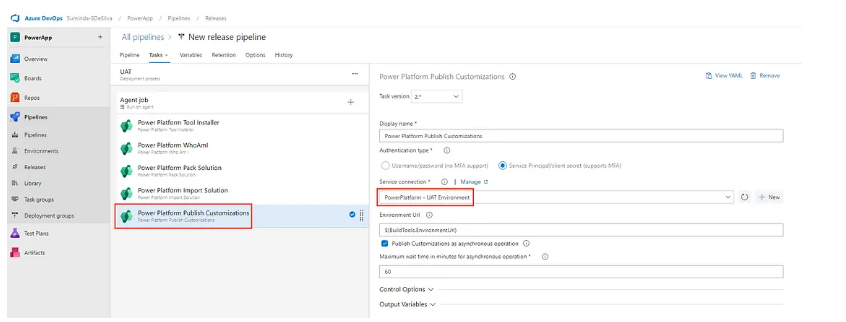 Azure DevOps Suminda-SDeSilva / PowerApp / Pipelines / Releases
PowerApp +
Overview
Boards
Repos
Pipelines
Pipelines
Environments
Releases
Library
Task groups
Deployment groups
Test Plans
Artifacts
All pipelines > New release pipeline
Pipeline Tasks Variables Retention Options History
UAT
Deployment process
Agent job
Run on agent
Power Platform Tool Installer
Power Platform Tool Installer
Power Platform WhoAmI
Power Platform Who Am I
Power Platform Pack Solution
Power Platform Pack Solution
Power Platform Import Solution
Power Platform Import Solution
Power Platform Publish Customizations
Power Platform Publish Customizations
Power Platform Publish Customizations
View YAML Remove
Task version 2.*
Display name *
Power Platform Publish Customizations
Authentication type *
Username/password (no MFA support) Service Principal/client secret (supports MFA)
Service connection * | Manage
PowerPlatform - UAT Environment
+ New
Environment Url
$(BuildTools.EnvironmentUrl)
Publish Customizations as asynchronous operation
Maximum wait time in minutes for asynchronous operation *
60
Control Options
Output Variables